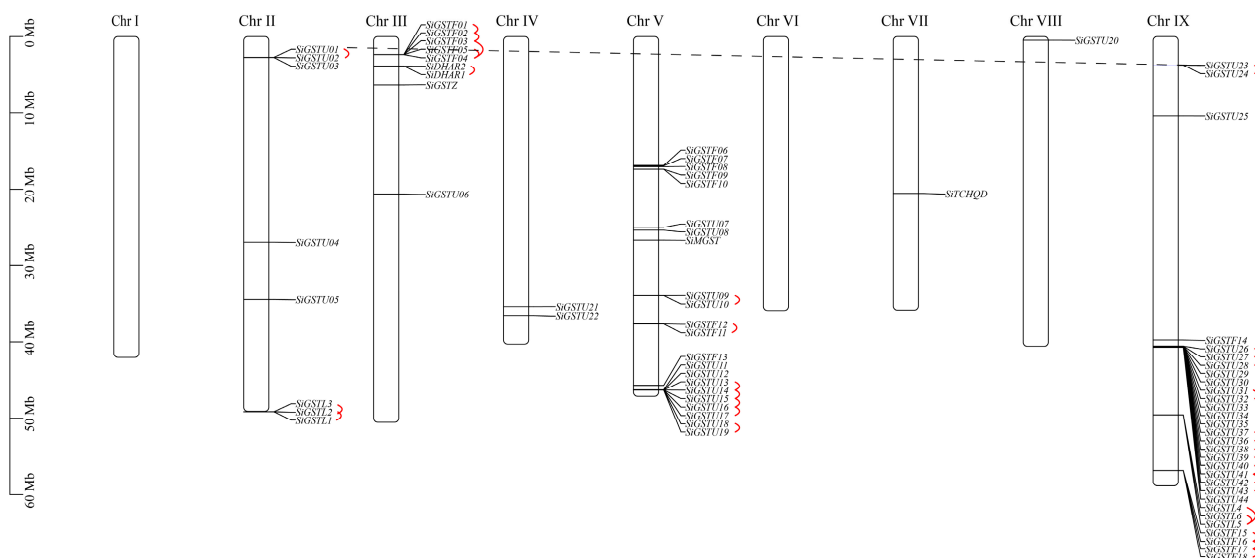 Chr I
Chr II
Chr III
Chr IV
Chr V
Chr VI
Chr VII
Chr VIII
Chr IX
0 Mb
10 Mb
20 Mb
30 Mb
40 Mb
50 Mb
60 Mb
SiGSTU01
SiGSTU02
SiGSTU03
SiGSTU04
SiGSTU05
SiGSTL3
SiGSTL2
SiGSTL1
SiGSTF01
SiGSTF02
SiGSTF03
SiGSTF05
SiGSTF04
SiDHAR2
SiDHAR1
SiGSTZ
SiGSTU06
SiGSTU21
SiGSTU22
SiGSTF06
SiGSTF07
SiGSTF08
SiGSTF09
SiGSTF10
SiGSTU07
SiGSTU08
SiMGST
SiGSTU09
SiGSTU10
SiGSTF12
SiGSTF11
SiGSTF13
SiGSTU11
SiGSTU12
SiGSTU13
SiGSTU14
SiGSTU15
SiGSTU16
SiGSTU17
SiGSTU18
SiGSTU19
SiTCHQD
SiGSTU20
SiGSTU23
SiGSTU24
SiGSTU25
SiGSTF14
SiGSTU26
SiGSTU27
SiGSTU28
SiGSTU29
SiGSTU30
SiGSTU31
SiGSTU32
SiGSTU33
SiGSTU34
SiGSTU35
SiGSTU37
SiGSTU36
SiGSTU38
SiGSTU39
SiGSTU40
SiGSTU41
SiGSTU42
SiGSTU43
SiGSTU44
SiGSTL4
SiGSTL6
SiGSTL5
SiGSTF15
SiGSTF16
SiGSTF17
SiGSTF18